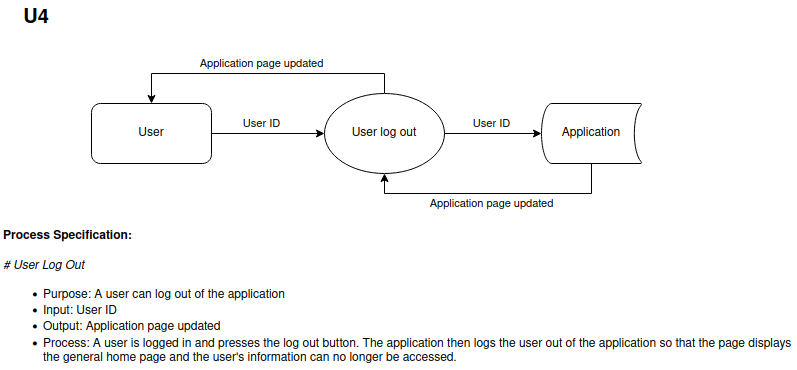 U4
Application page updated
User
User ID
User log out
User ID
Application
Application page updated
Process Specification:
# User Log Out
• Purpose: A user can log out of the application
• Input: User ID
• Output: Application page updated
• Process: A user is logged in and presses the log out button. The application then logs the user out of the application so that the page displays
the general home page and the user's information can no longer be accessed.